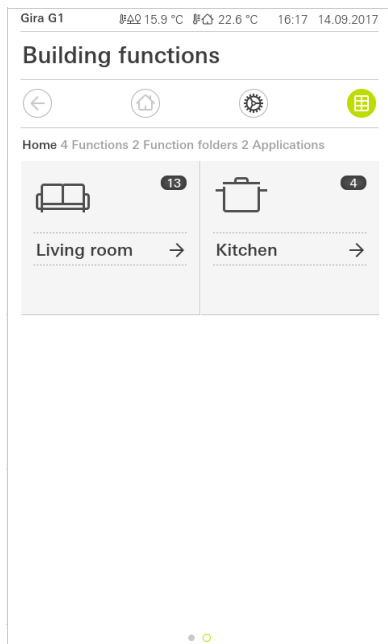 Gira G1 15.9 °C 22.6 °C 16:17 14.09.2017
Building functions
Home 4 Functions 2 Function folders 2 Applications
13 4
Living room Kitchen